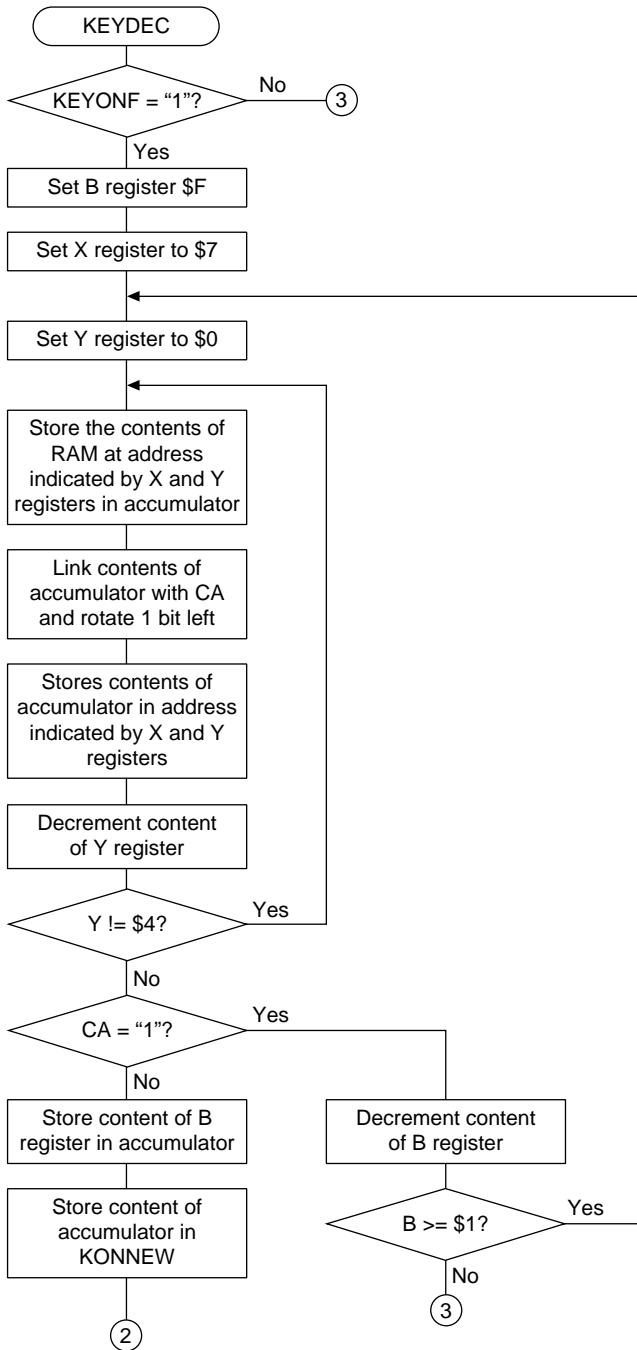 KEYDEC
KEYONF = “1”?
No
3
Yes
Set B register $F
Set X register to $7
Set Y register to $0
Store the contents of
RAM at address
indicated by X and Y
registers in accumulator
Link contents of
accumulator with CA
and rotate 1 bit left
Stores contents of
accumulator in address
indicated by X and Y
registers
Decrement content
of Y register
Y != $4?
Yes
No
CA = “1”?
Yes
No
Store content of B
register in accumulator
Decrement content
of B register
Store content of
accumulator in
KONNEW
B >= $1?
Yes
No
2
3